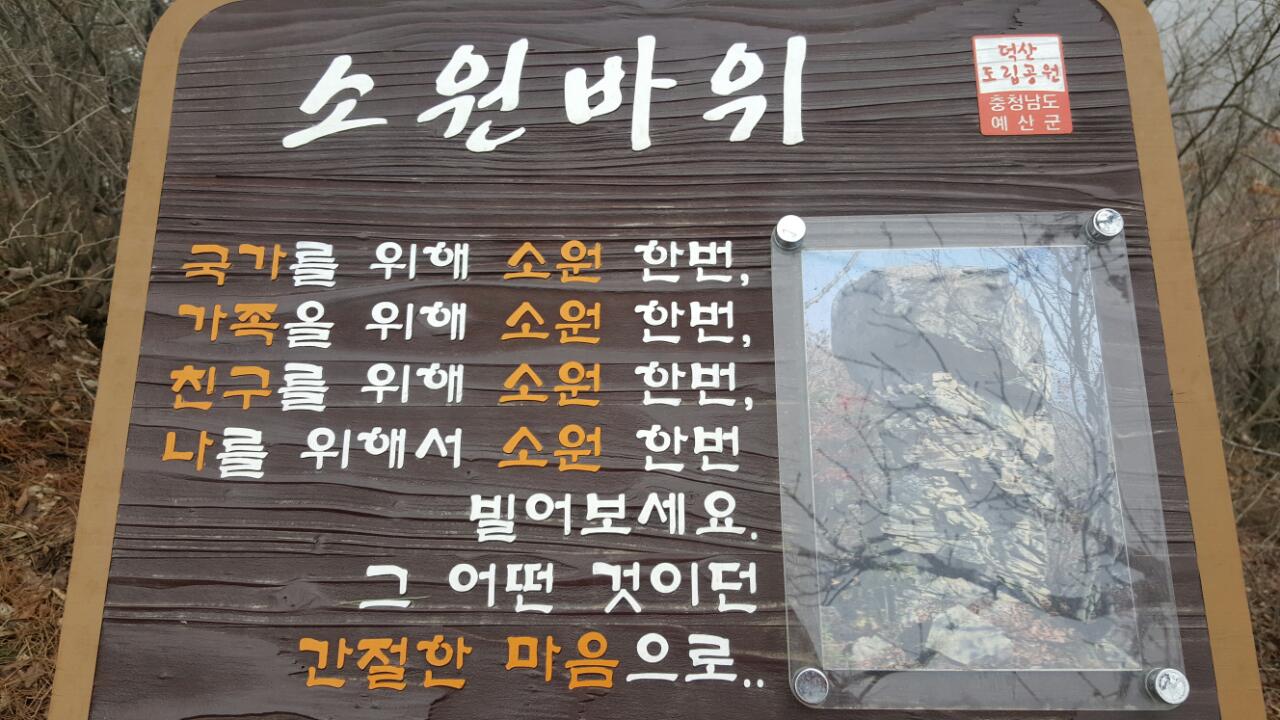 소원바위
덕산
도립공원
충청남도
예산군
국가를 위해 소원 한번,
가족을 위해 소원 한번,
친구를 위해 소원 한번,
나를 위해서 소원 한번
빌어보세요.
그 어떤 것이던
간절한 마음으로..